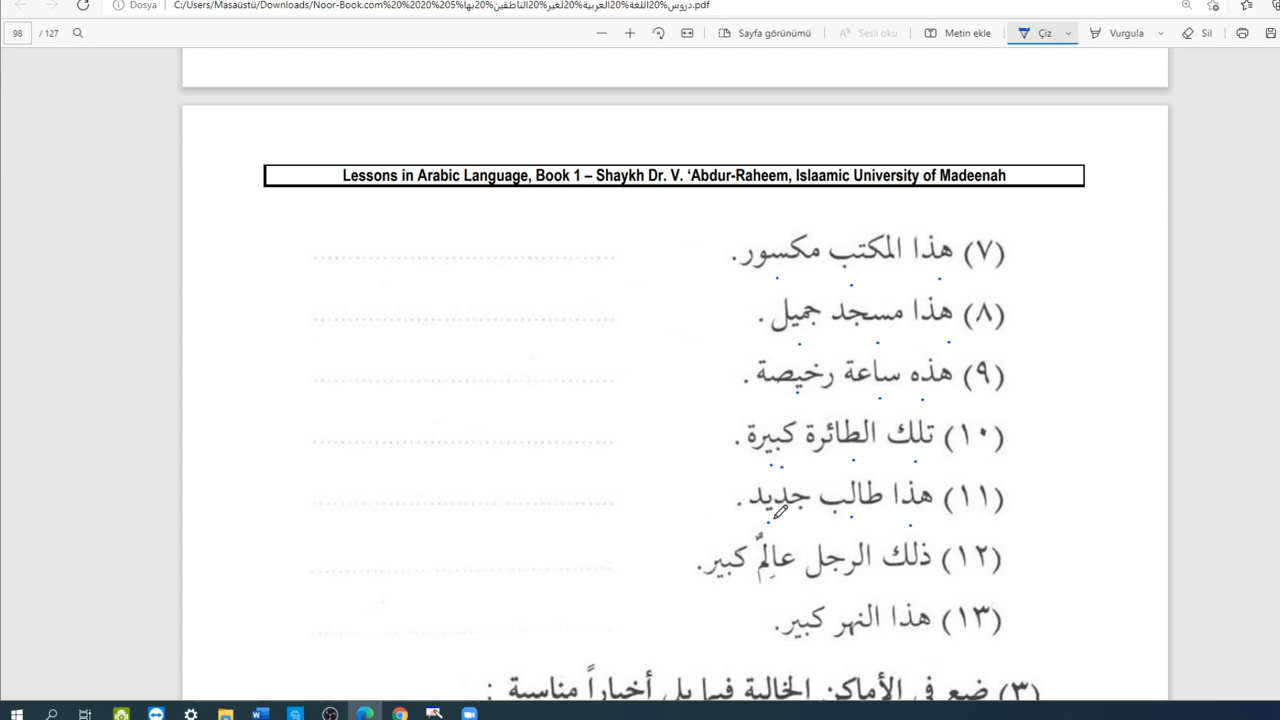 Dosya C:/Users/Masaüstü/Downloads/Noor-Book.com%20%2020%205%دروس%20اللغة%20العربية%20لغير%20الناطقين%20بها.pdf
98 / 127 Sayfa görünümü Sesli oku Metin ekle Çiz Vurgula Sil
Lessons in Arabic Language, Book 1 – Shaykh Dr. V. ‘Abdur-Raheem, Islaamic University of Madeenah
(٧) هذا المكتب مكسور.
(٨) هذا مسجد جميل.
(٩) هذه ساعة رخيصة.
(١٠) تلك الطائرة كبيرة.
(١١) هذا طالب جديد.
(١٢) ذلك الرجل عالِمٌ كبير.
(١٣) هذا النهر كبير.
(٣) ضع في الأماكن الخالية فيما يلي أخباراً مناسبة :